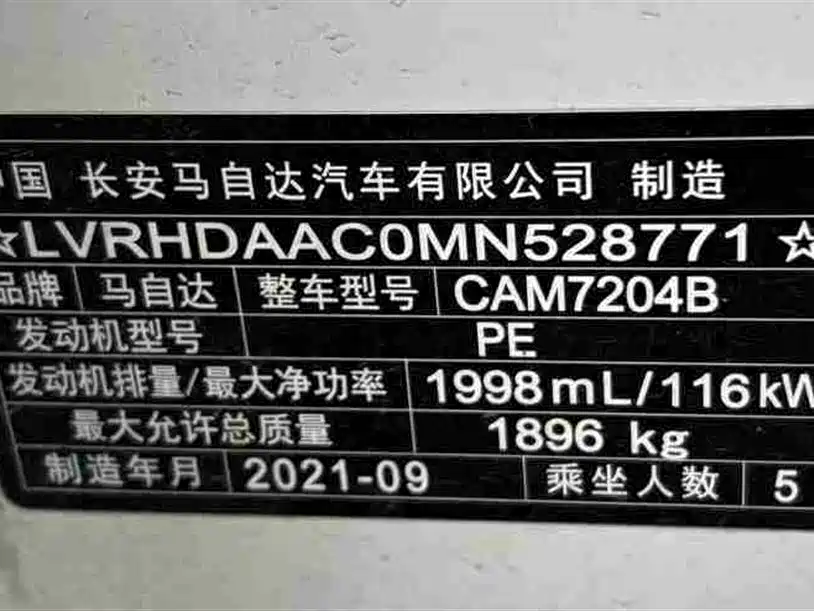 中国 长安马自达汽车有限公司 制造
☆LVRHDAAC0MN528771☆
品牌 马自达 整车型号 CAM7204B
发动机型号 PE
发动机排量/最大净功率 1998mL/116kW
最大允许总质量 1896 kg
制造年月 2021-09 乘坐人数 5